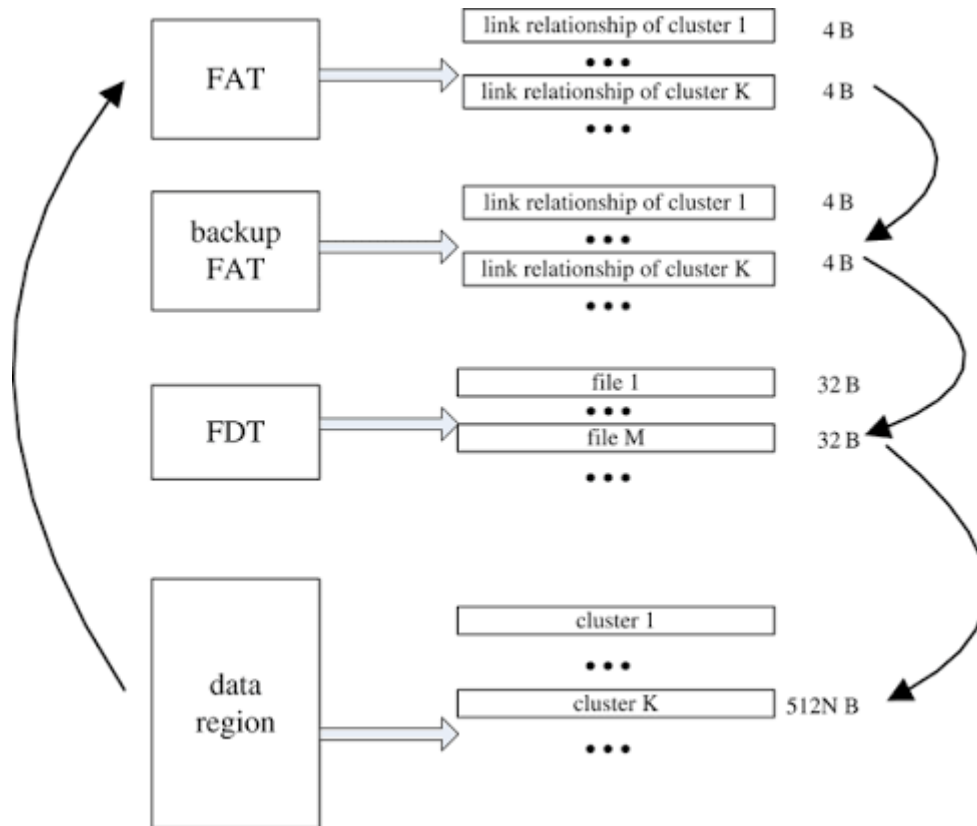 FAT
link relationship of cluster 1 4 B
•••
link relationship of cluster K 4 B
•••
backup
FAT
link relationship of cluster 1 4 B
•••
link relationship of cluster K 4 B
•••
FDT
file 1 32 B
•••
file M 32 B
•••
data
region
cluster 1
•••
cluster K 512N B
•••